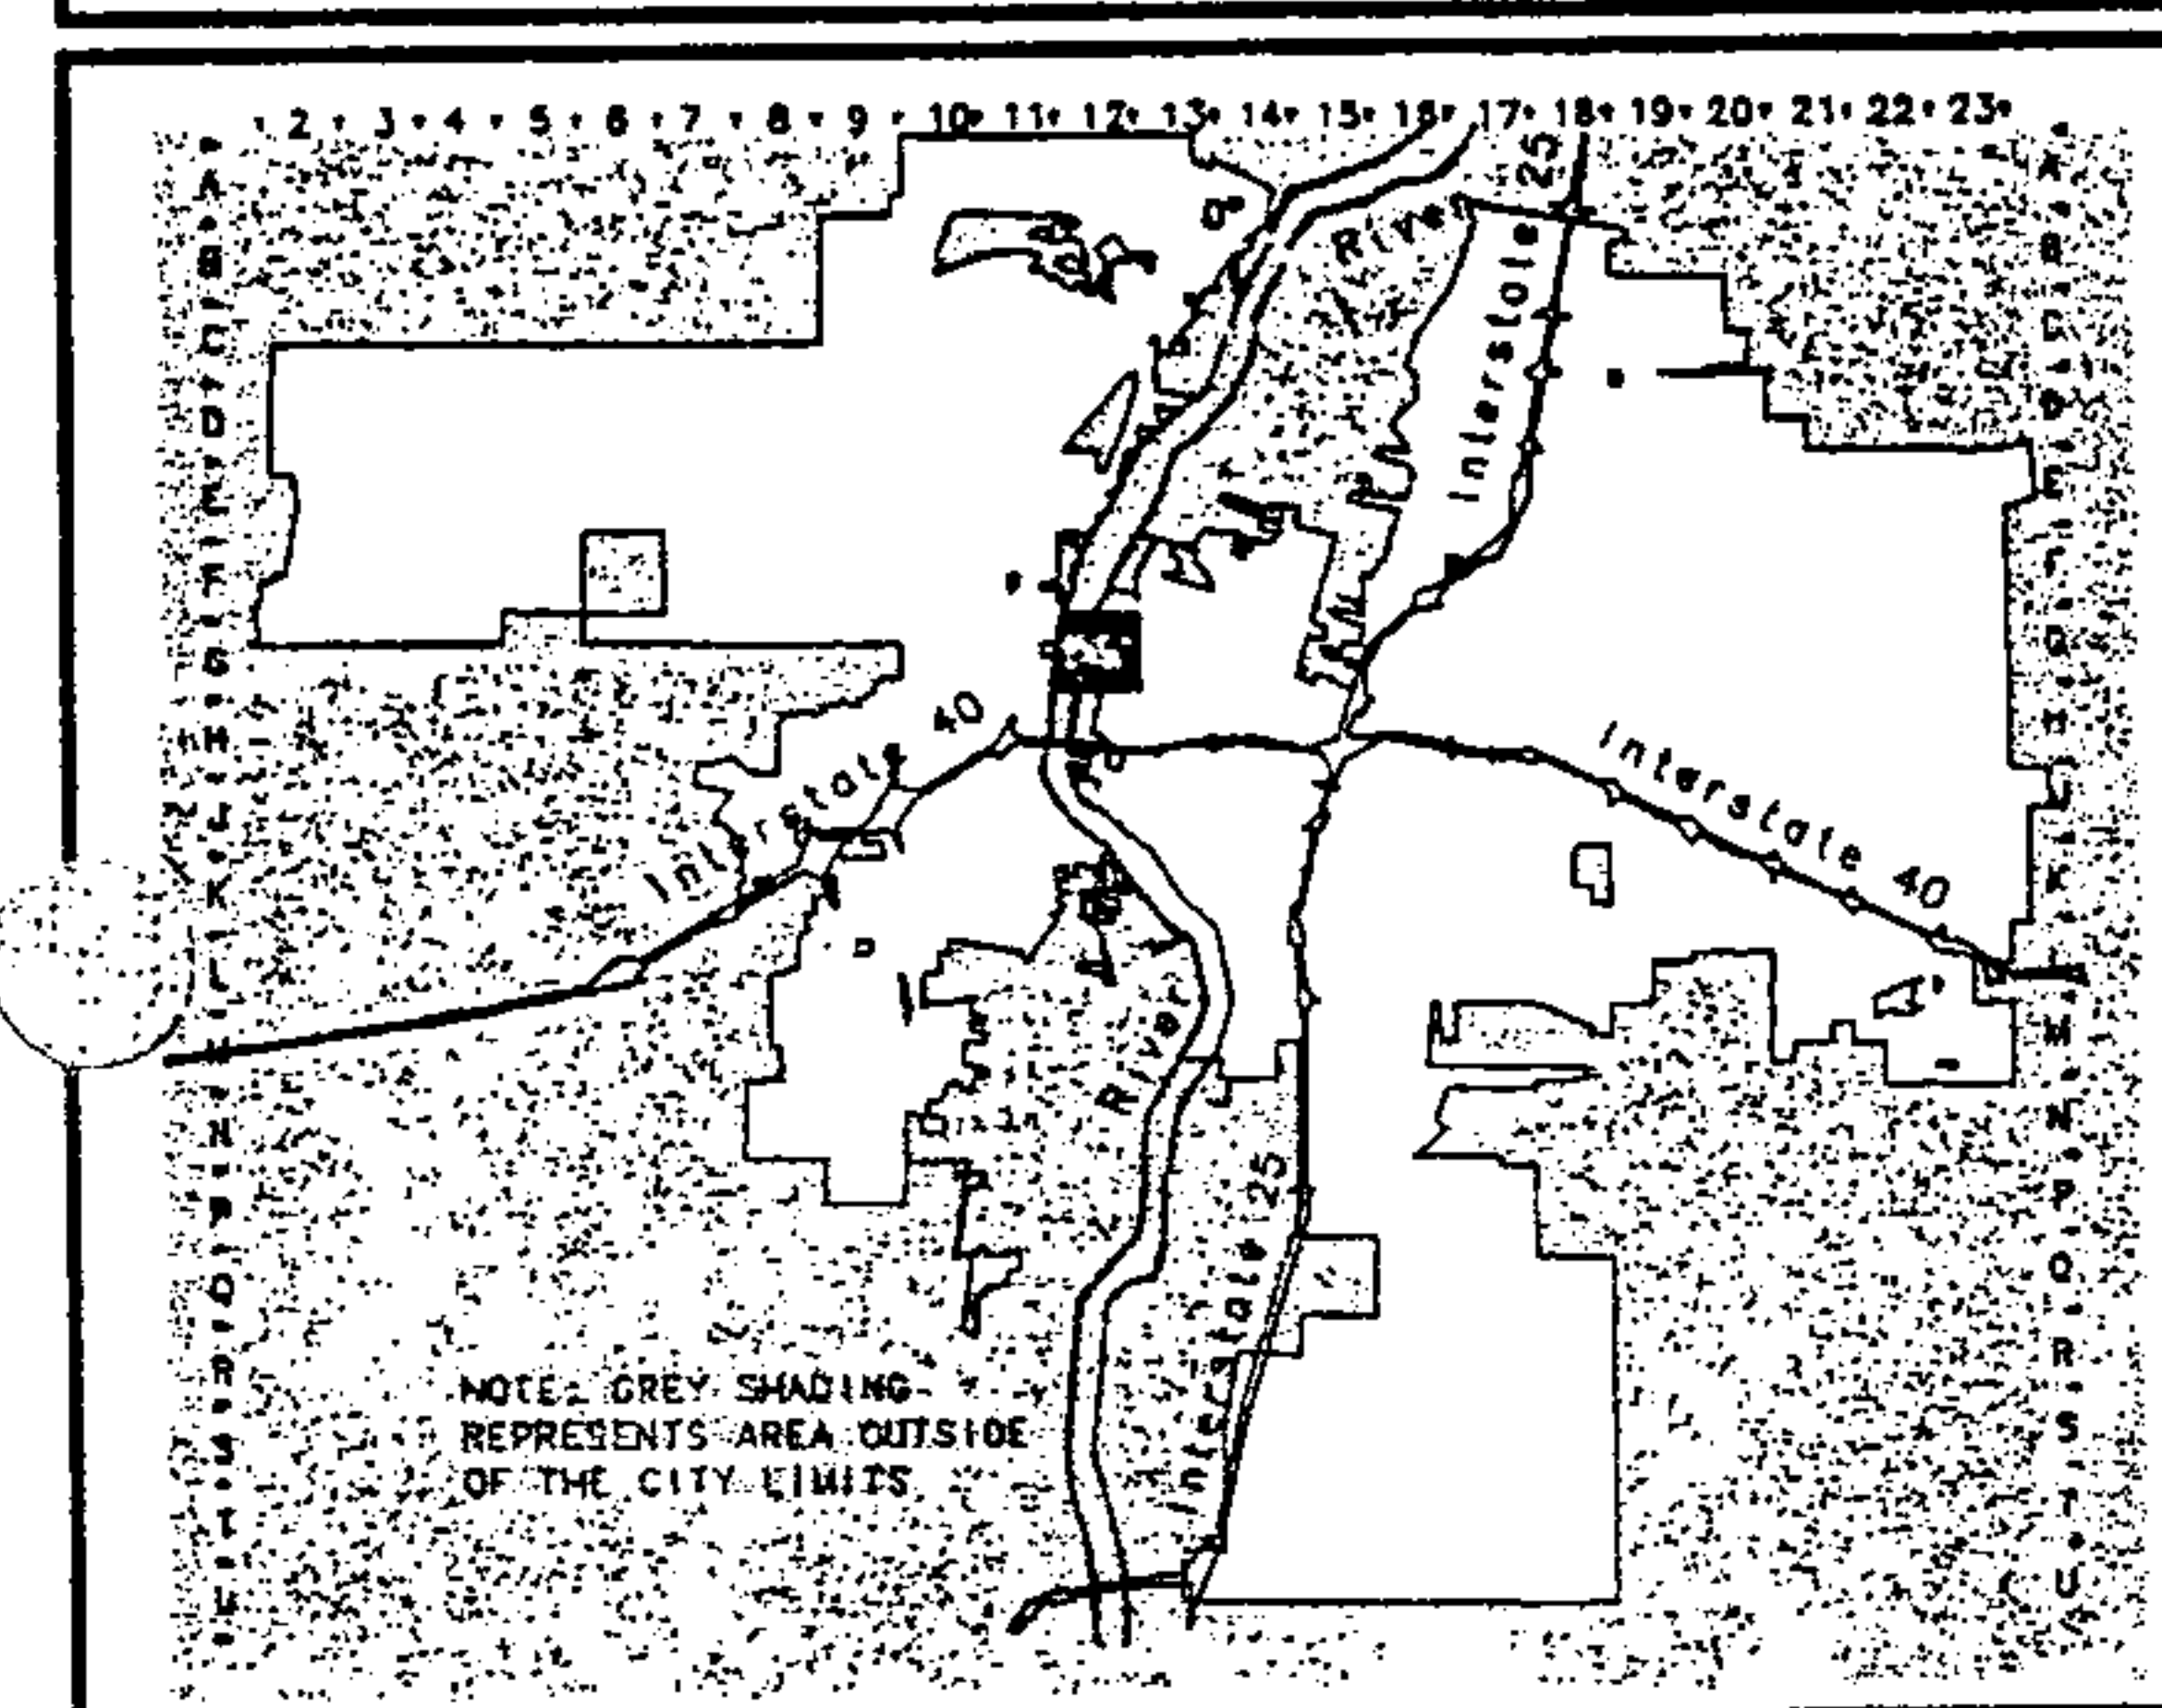 1 2 3 4 5 6 7 8 9 10 11 12 13 14 15 16 17 18 19 20 21 22 23
A
B
C
D
E
F
G
H
J
K
L
M
N
P
Q
R
S
T
U
River
Interstate 25
Interstate 40
Interstate 40
River
Interstate 25
A
B
C
D
E
F
G
H
J
K
L
M
N
P
Q
R
S
T
U
NOTE: GREY SHADING
REPRESENTS AREA OUTSIDE
OF THE CITY LIMITS